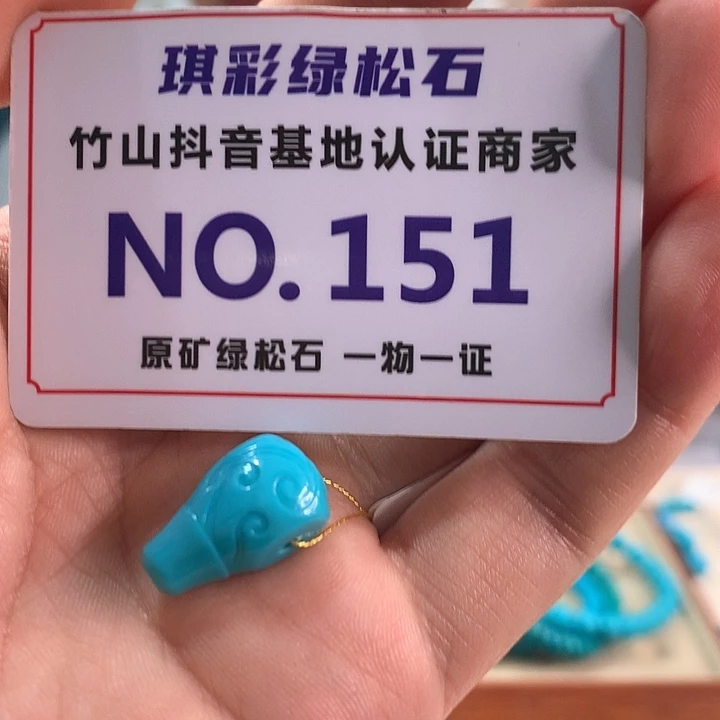 琪彩绿松石
竹山抖音基地认证商家
NO.151
原矿绿松石 一物一证